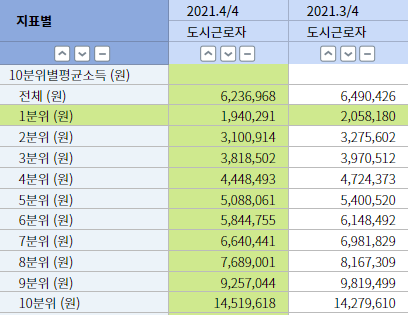 지표별 2021.4/4 2021.3/4
도시근로자 도시근로자
10분위별평균소득 (원)
전체 (원) 6,236,968 6,490,426
1분위 (원) 1,940,291 2,058,180
2분위 (원) 3,100,914 3,275,602
3분위 (원) 3,818,502 3,970,512
4분위 (원) 4,448,493 4,724,373
5분위 (원) 5,088,061 5,400,520
6분위 (원) 5,844,755 6,148,492
7분위 (원) 6,640,441 6,981,829
8분위 (원) 7,689,001 8,167,309
9분위 (원) 9,257,044 9,819,499
10분위 (원) 14,519,618 14,279,610